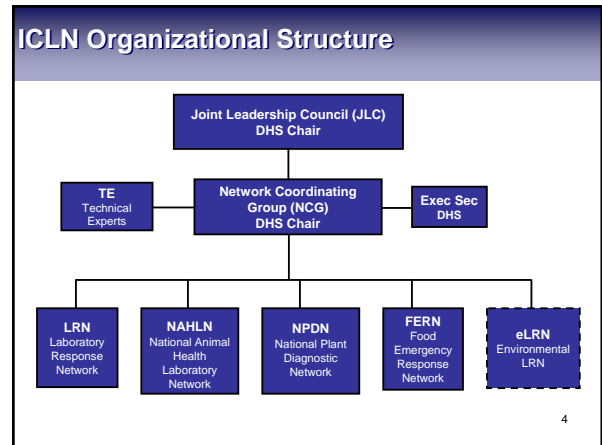 ICLN Organizational Structure
Joint Leadership Council (JLC)
DHS Chair
TE
Technical
Experts
Network Coordinating
Group (NCG)
DHS Chair
Exec Sec
DHS
LRN
Laboratory
Response
Network
NAHLN
National Animal
Health
Laboratory
Network
NPDN
National Plant
Diagnostic
Network
FERN
Food
Emergency
Response
Network
eLRN
Environmental
LRN
4